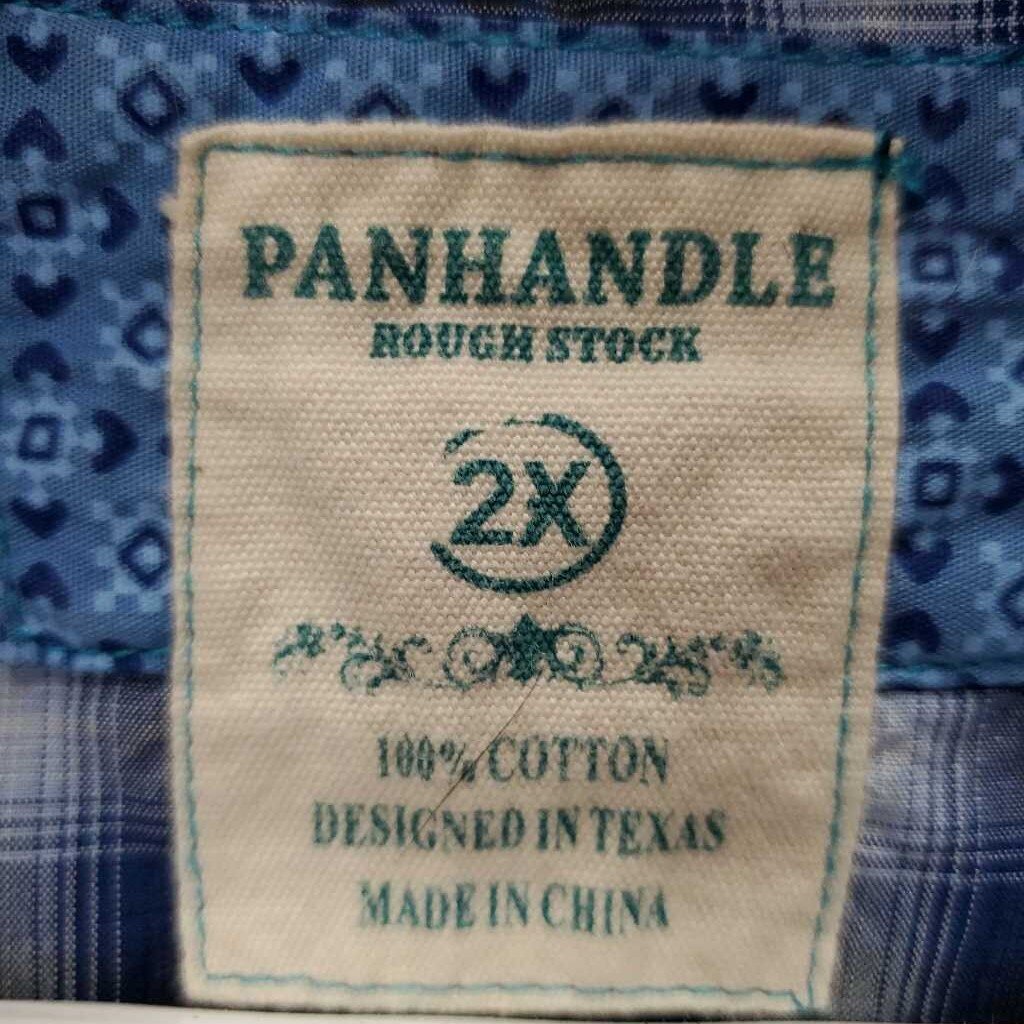 PANHANDLE
ROUGH STOCK
2X
100% COTTON
DESIGNED IN TEXAS
MADE IN CHINA